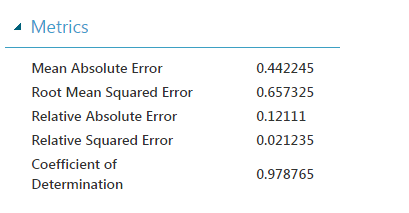 Metrics
Mean Absolute Error 0.442245
Root Mean Squared Error 0.657325
Relative Absolute Error 0.12111
Relative Squared Error 0.021235
Coefficient of
Determination 0.978765